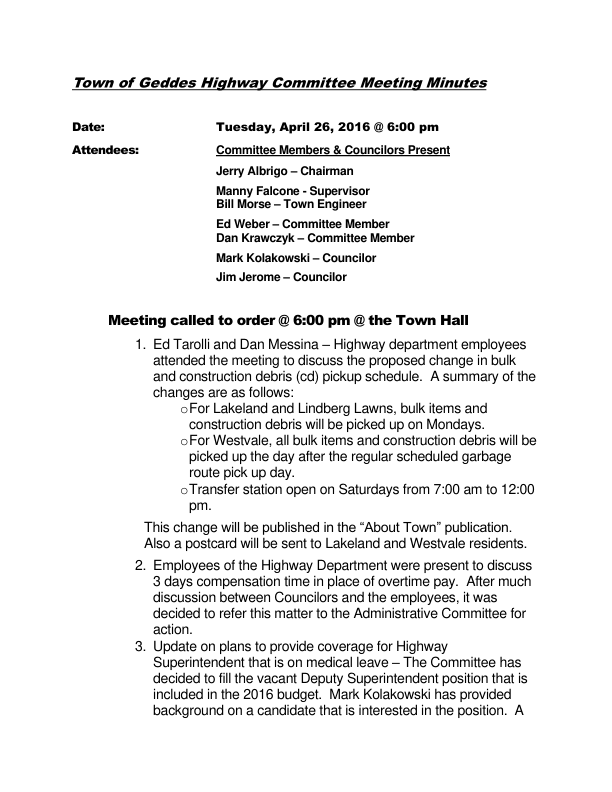 Town of Geddes Highway Committee Meeting Minutes
Date: Tuesday, April 26, 2016 @ 6:00 pm
Attendees: Committee Members & Councilors Present
Jerry Albrigo – Chairman
Manny Falcone - Supervisor
Bill Morse – Town Engineer
Ed Weber – Committee Member
Dan Krawczyk – Committee Member
Mark Kolakowski – Councilor
Jim Jerome – Councilor
Meeting called to order @ 6:00 pm @ the Town Hall
1. Ed Tarolli and Dan Messina – Highway department employees
attended the meeting to discuss the proposed change in bulk
and construction debris (cd) pickup schedule. A summary of the
changes are as follows:
○For Lakeland and Lindberg Lawns, bulk items and
construction debris will be picked up on Mondays.
○For Westvale, all bulk items and construction debris will be
picked up the day after the regular scheduled garbage
route pick up day.
○Transfer station open on Saturdays from 7:00 am to 12:00
pm.
This change will be published in the “About Town” publication.
Also a postcard will be sent to Lakeland and Westvale residents.
2. Employees of the Highway Department were present to discuss
3 days compensation time in place of overtime pay. After much
discussion between Councilors and the employees, it was
decided to refer this matter to the Administrative Committee for
action.
3. Update on plans to provide coverage for Highway
Superintendent that is on medical leave – The Committee has
decided to fill the vacant Deputy Superintendent position that is
included in the 2016 budget. Mark Kolakowski has provided
background on a candidate that is interested in the position. A